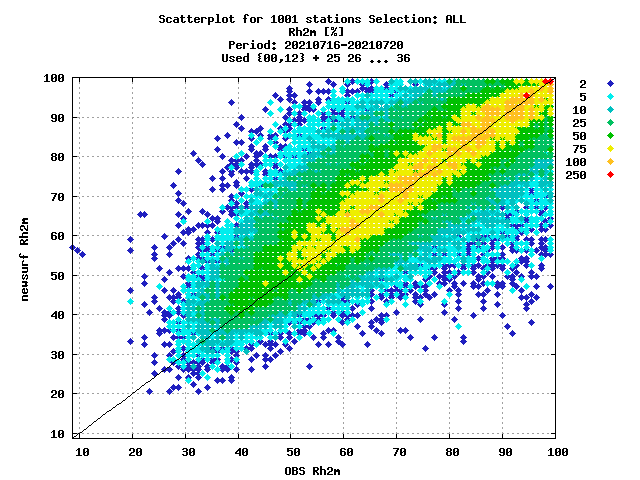 Scatterplot for 1001 stations Selection: ALL
Rh2m [%]
Period: 20210716-20210720
Used {00,12} + 25 26 ... 36
100
90
80
70
60
50
40
30
20
10
newsurf Rh2m
10 20 30 40 50 60 70 80 90 100
OBS Rh2m
2
5
10
25
50
75
100
250